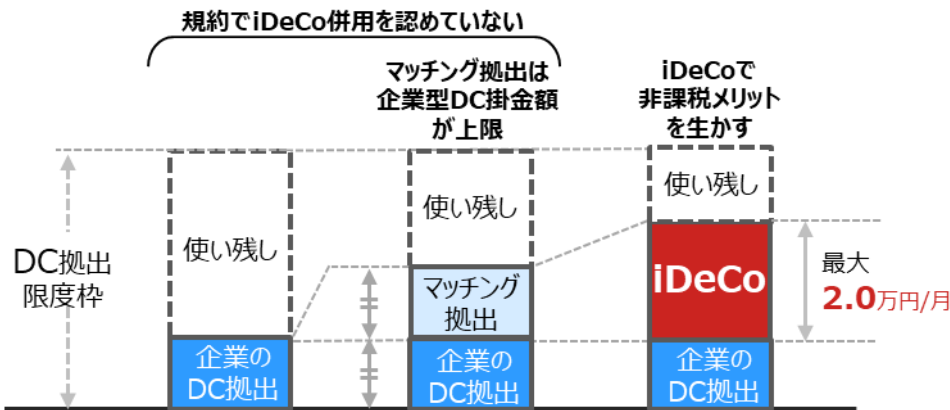 規約でiDeCo併用を認めていない
マッチング拠出は
企業型DC掛金額
が上限
iDeCoで
非課税メリット
を生かす
DC拠出
限度枠
使い残し
企業の
DC拠出
使い残し
マッチング
拠出
企業の
DC拠出
使い残し
iDeCo
企業の
DC拠出
最大
2.0万円/月